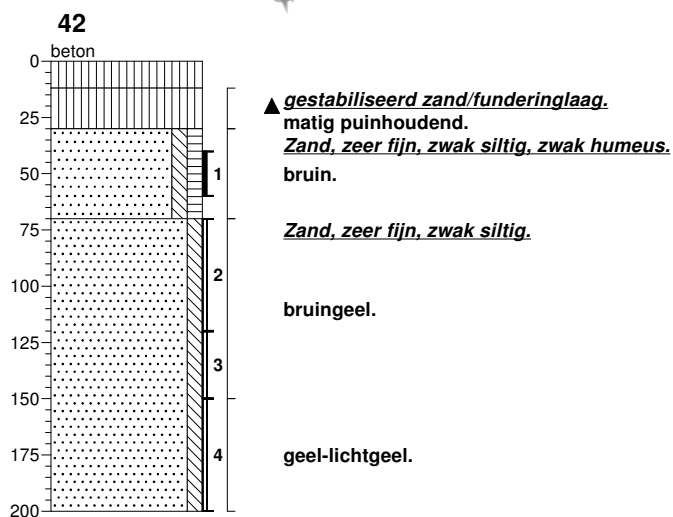 42
beton
0
25
50
75
100
125
150
175
200
1
2
3
4
gestabiliseerd zand/funderinglaag.
matig puinhoudend.
Zand, zeer fijn, zwak siltig, zwak humeus.
bruin.
Zand, zeer fijn, zwak siltig.
bruingeel.
geel-lichtgeel.